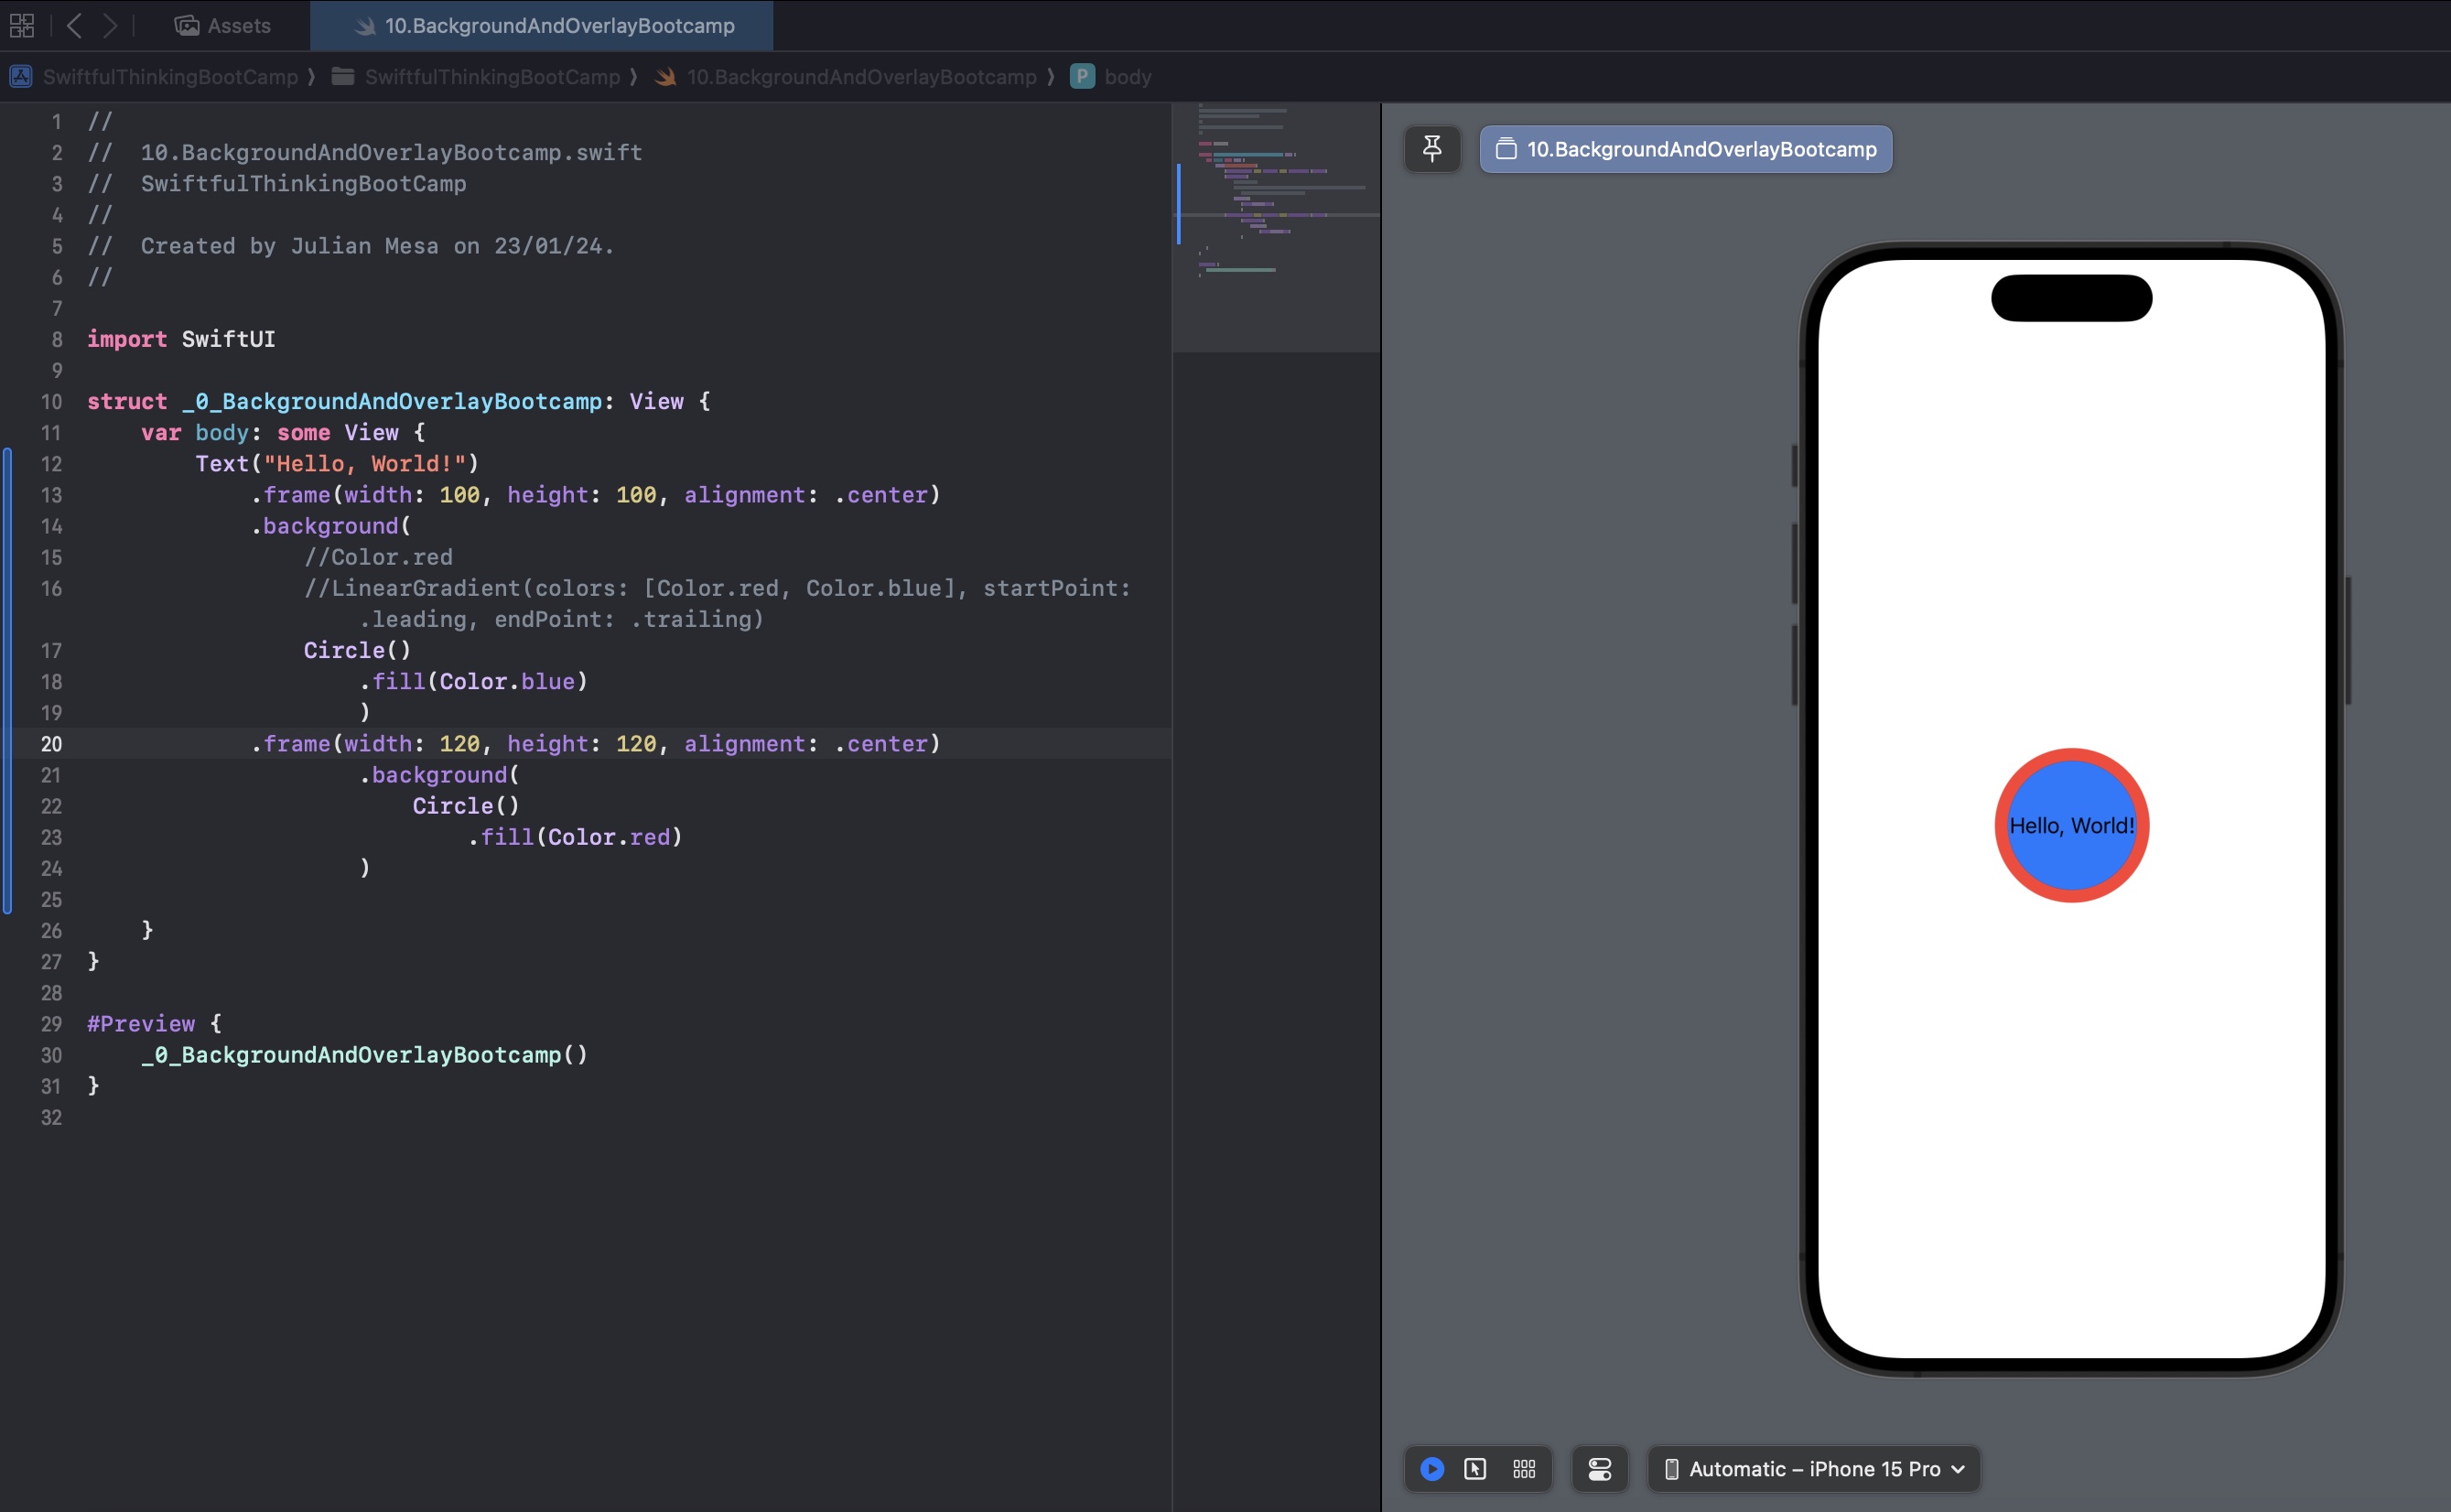 Assets
10.BackgroundAndOverlayBootcamp
SwiftfulThinkingBootCamp ⟩ SwiftfulThinkingBootCamp ⟩ 10.BackgroundAndOverlayBootcamp ⟩ P body
1 //
2 //  10.BackgroundAndOverlayBootcamp.swift
3 //  SwiftfulThinkingBootCamp
4 //
5 //  Created by Julian Mesa on 23/01/24.
6 //
7
8 import SwiftUI
9
10 struct _0_BackgroundAndOverlayBootcamp: View {
11     var body: some View {
12         Text("Hello, World!")
13             .frame(width: 100, height: 100, alignment: .center)
14             .background(
15                 //Color.red
16                 //LinearGradient(colors: [Color.red, Color.blue], startPoint:
                    .leading, endPoint: .trailing)
17                 Circle()
18                     .fill(Color.blue)
19                     )
20             .frame(width: 120, height: 120, alignment: .center)
21                     .background(
22                         Circle()
23                             .fill(Color.red)
24                     )
25
26     }
27 }
28
29 #Preview {
30     _0_BackgroundAndOverlayBootcamp()
31 }
32
10.BackgroundAndOverlayBootcamp
Hello, World!
Automatic – iPhone 15 Pro